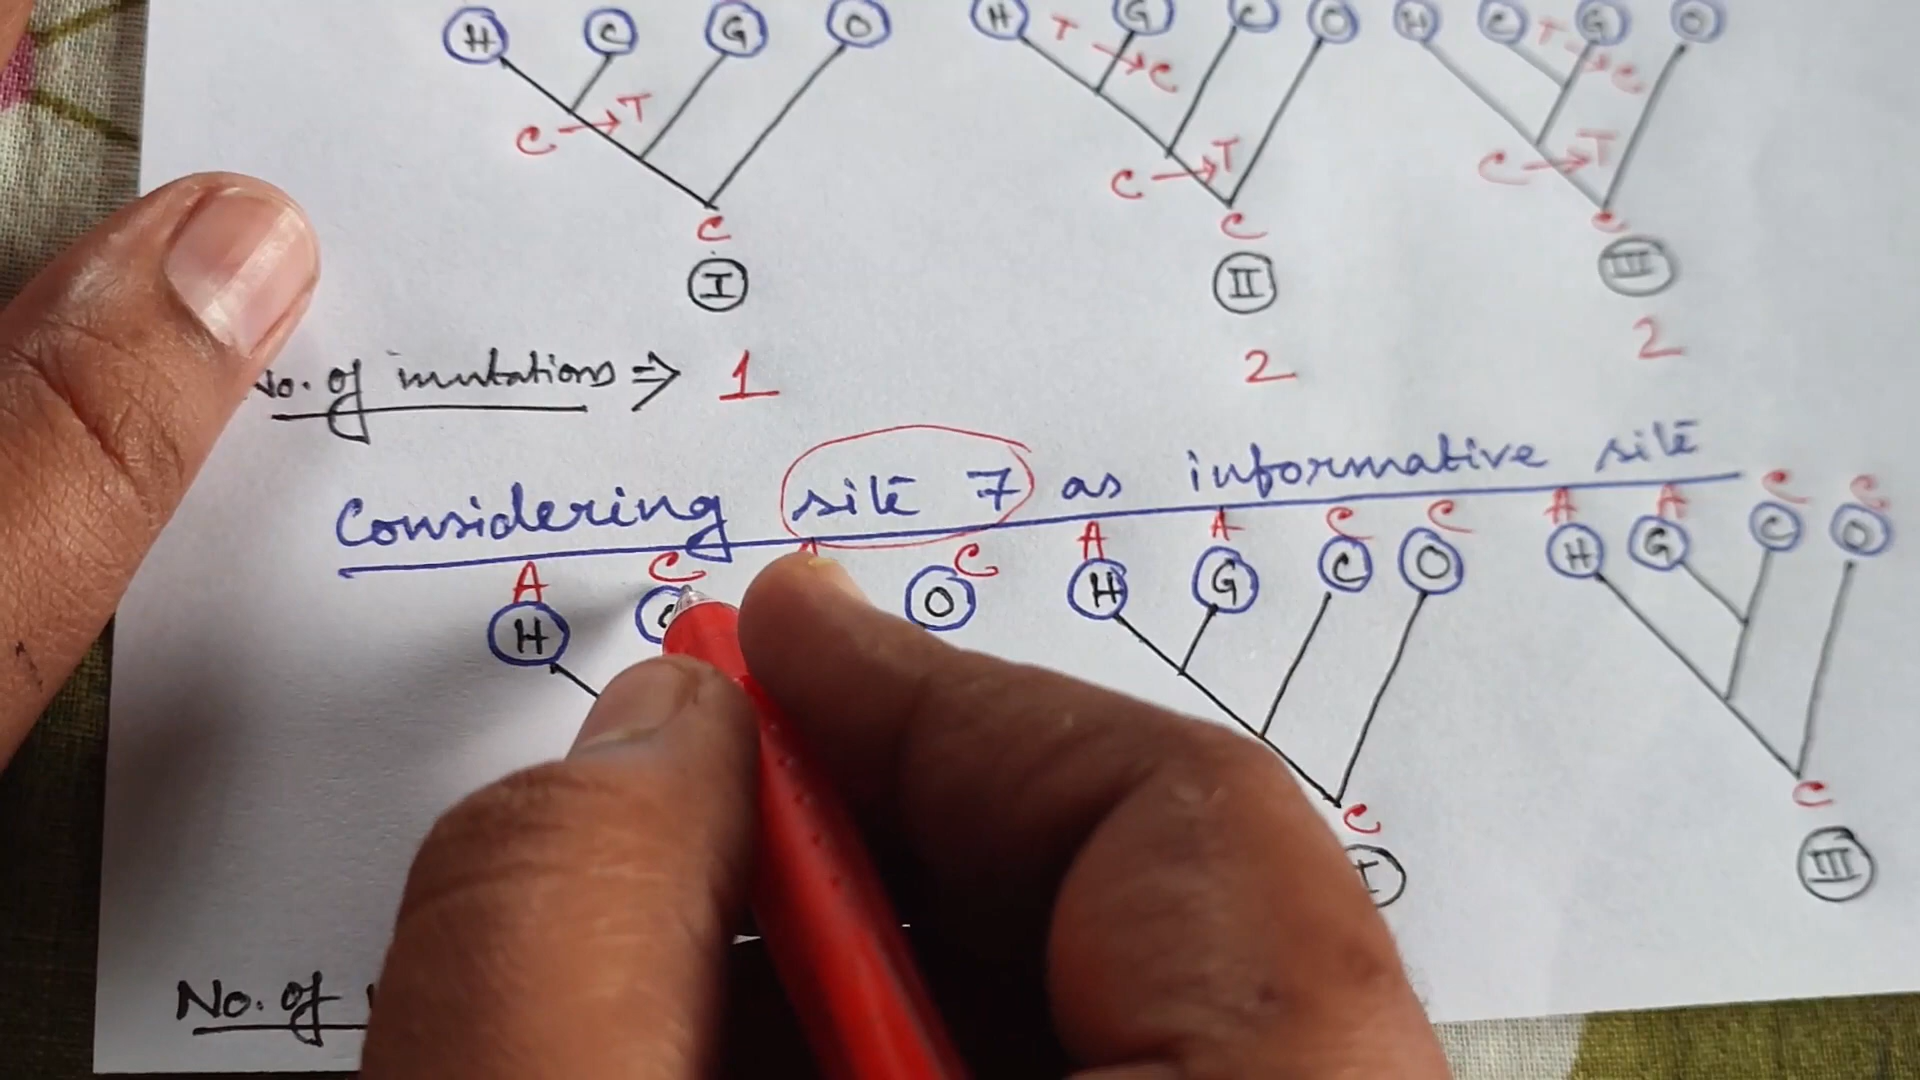 H C G O H G C O H C G O
T → C T → C
C → T C → T C → T
C C C
I II III
No. of mutations ⇒ 1 2 2
Considering site 7 as informative site
A C C A A C C A A C C
H O H G C O H G C O
C C
III
No. of